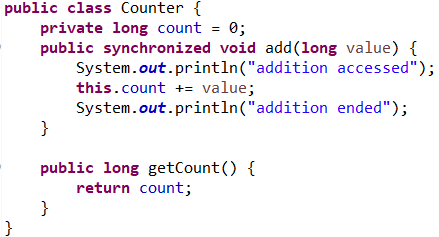 public class Counter {
    private long count = 0;
    public synchronized void add(long value) {
        System.out.println("addition accessed");
        this.count += value;
        System.out.println("addition ended");
    }

    public long getCount() {
        return count;
    }
}